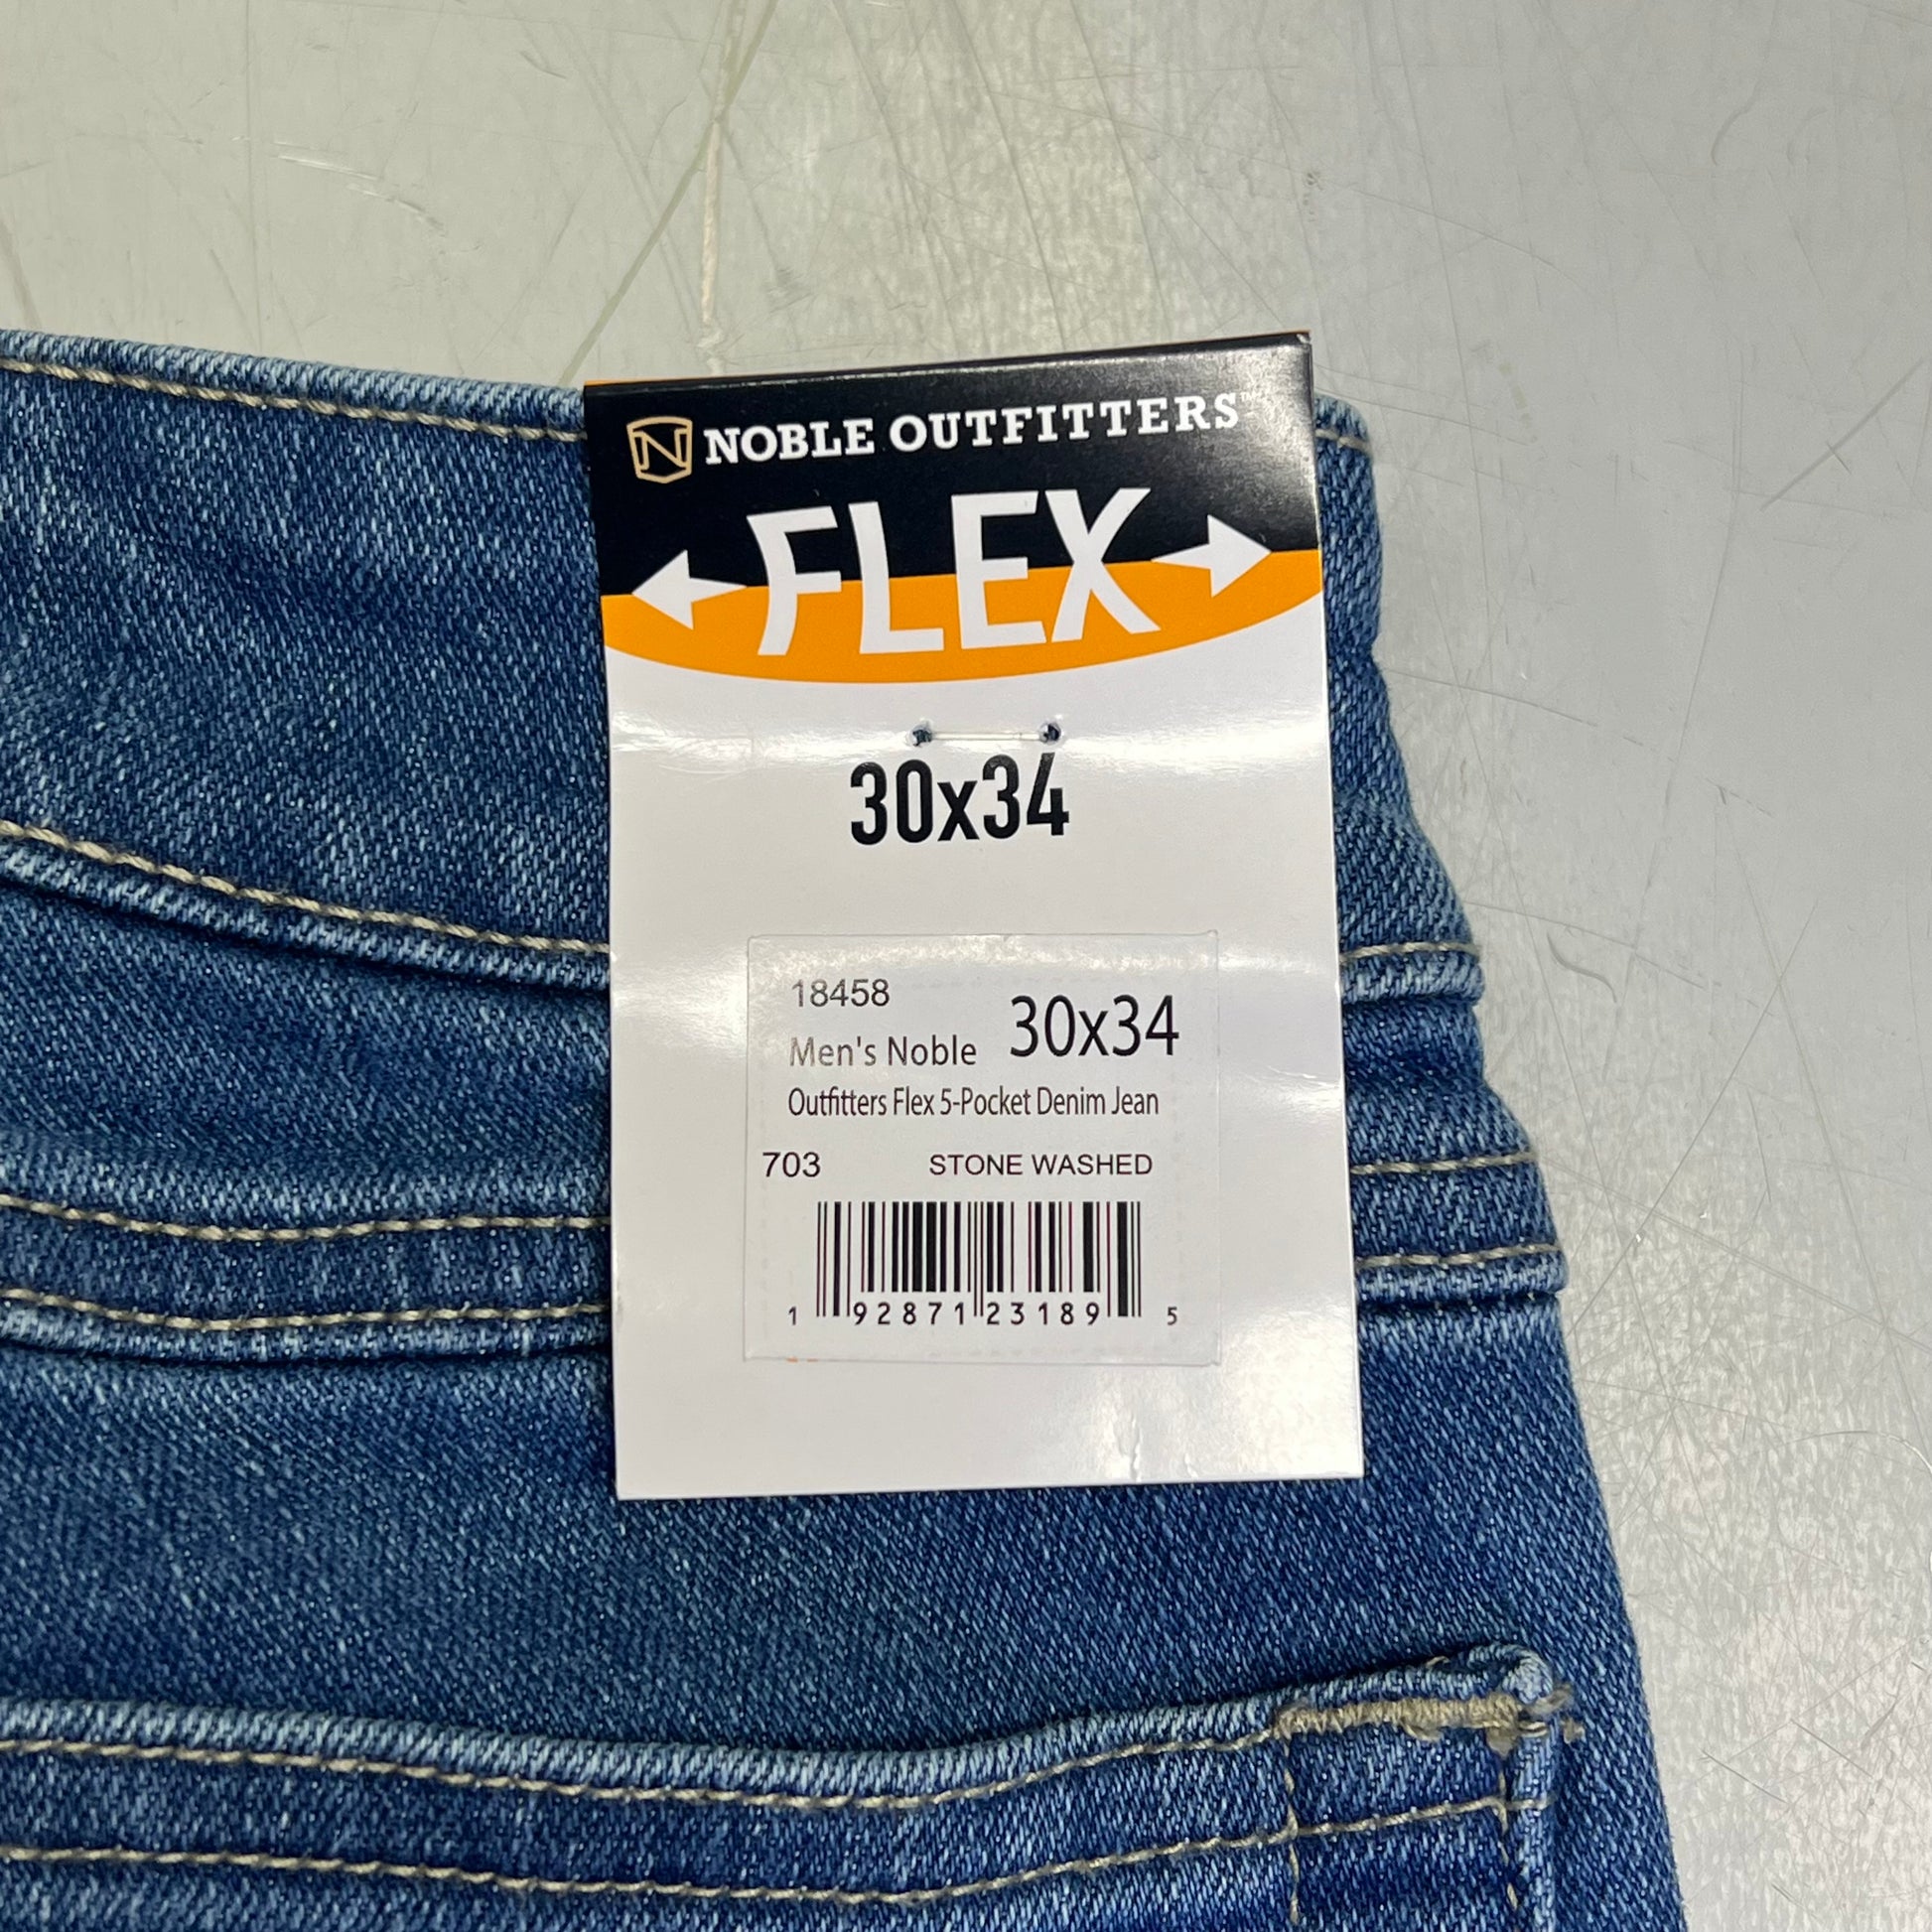 N NOBLE OUTFITTERS™
FLEX
30x34
18458
30x34
Men's Noble
Outfitters Flex 5-Pocket Denim Jean
703 STONE WASHED
1 92871 23189 5